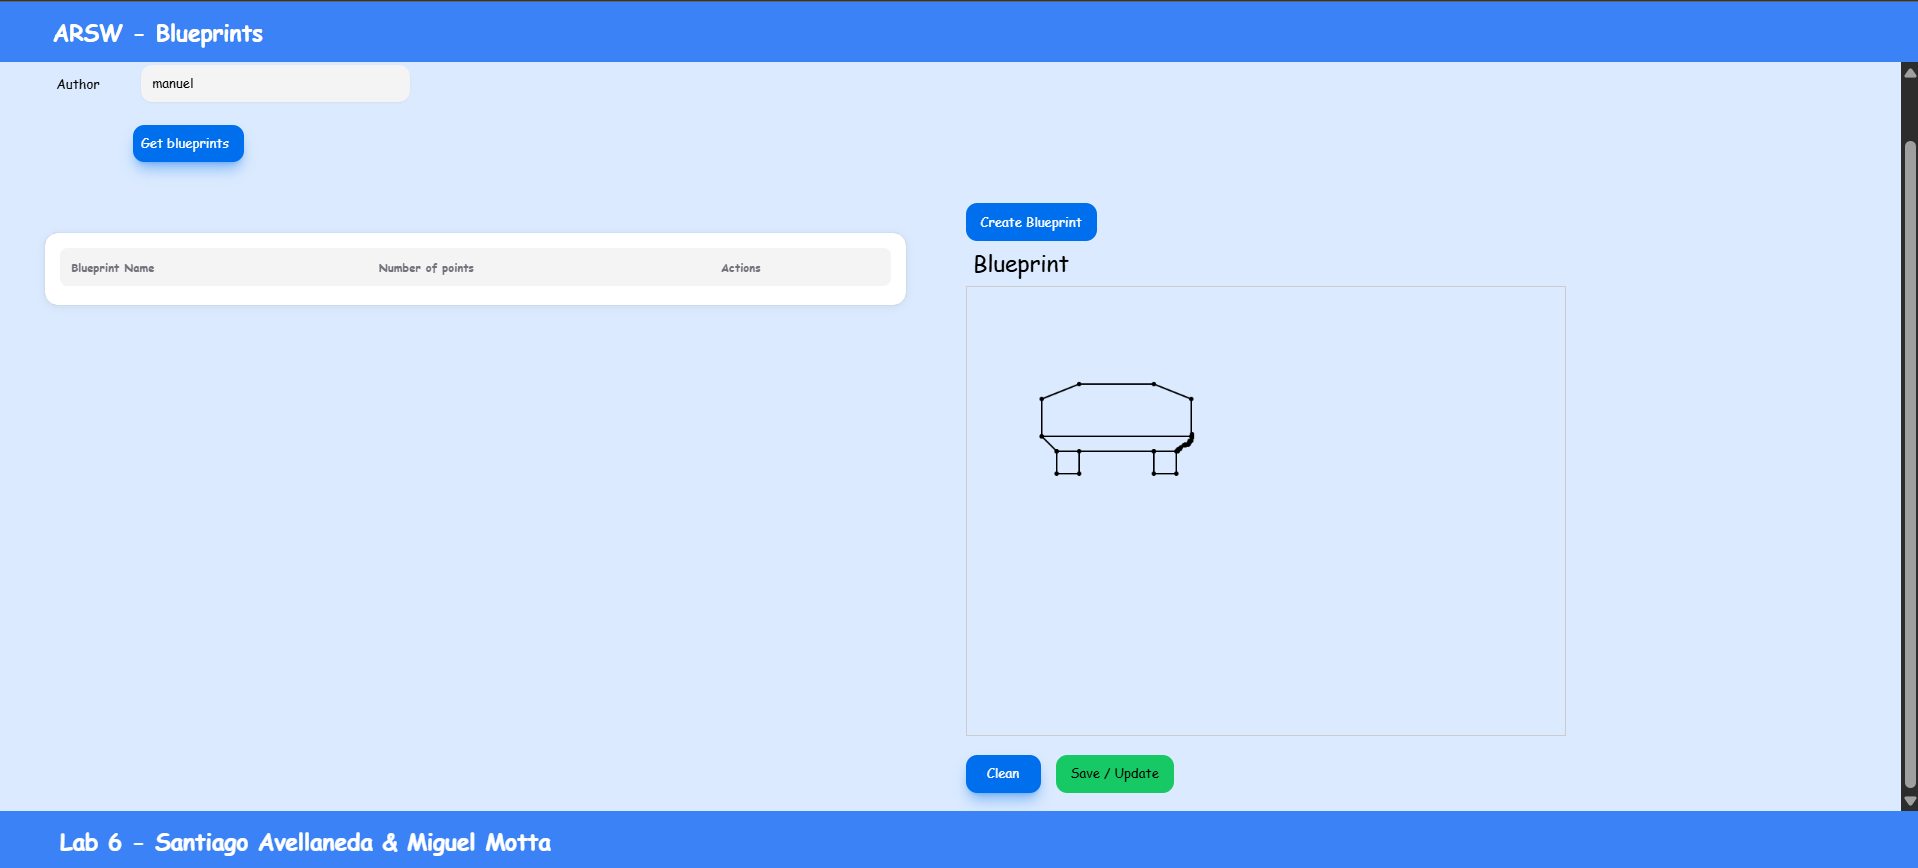 ARSW - Blueprints
Author
manuel
Get blueprints
Create Blueprint
Blueprint
Blueprint Name Number of points Actions
Clean Save / Update
Lab 6 - Santiago Avellaneda & Miguel Motta